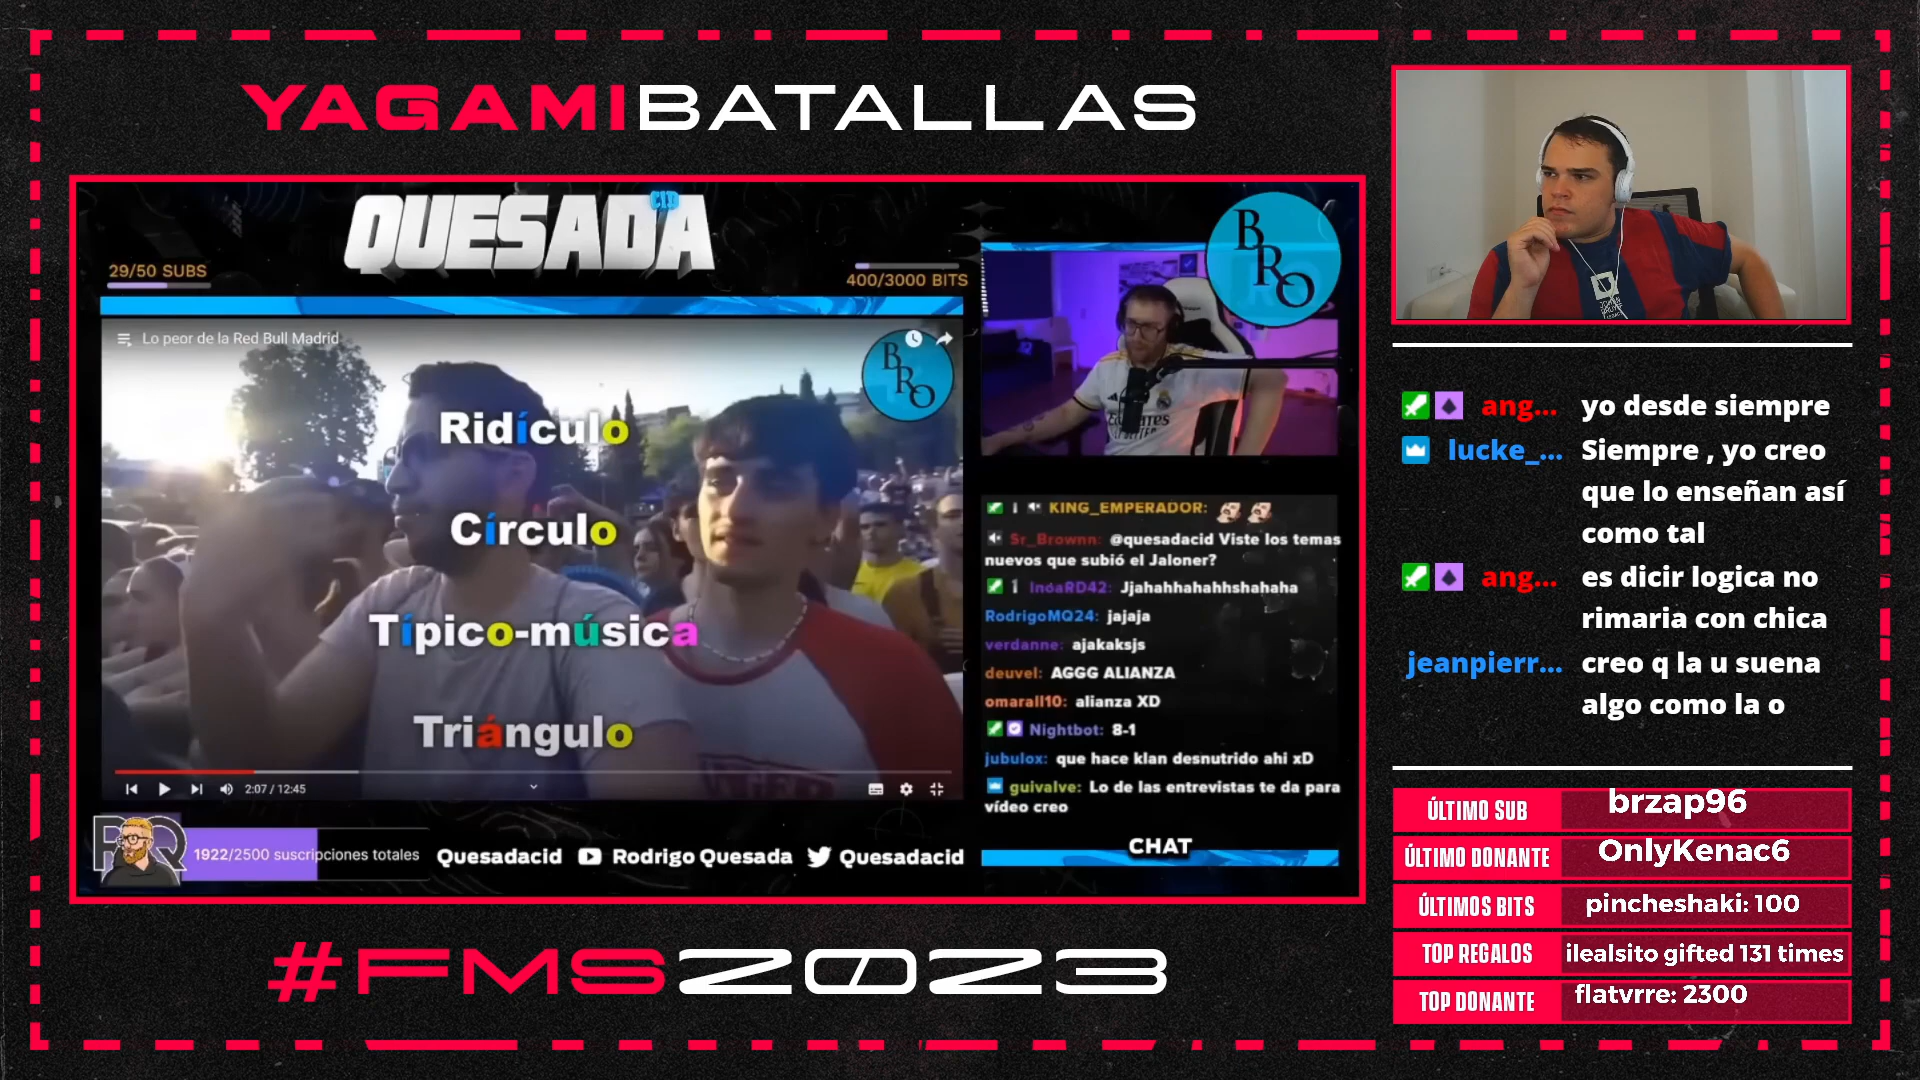 YAGAMIBATALLAS
QUESADA
CID
29/50 SUBS
400/3000 BITS
BRO
Lo peor de la Red Bull Madrid
BRO
Ridículo
Círculo
Típico-música
Triángulo
2:07 / 12:45
1922/2500 suscripciones totales
Quesadacid
Rodrigo Quesada
Quesadacid
KING_EMPERADOR:
Sr_Brownn: @quesadacid Viste los temas
nuevos que subió el Jaloner?
InoaRD42: Jjahahhahahhshahaha
RodrigoMQ24: jajaja
verdanne: ajakaksjs
deuvel: AGGG ALIANZA
omarall10: alianza XD
Nightbot: 8-1
jubulox: que hace klan desnutrido ahi xD
guivalve: Lo de las entrevistas te da para
vídeo creo
CHAT
#FMS2023
ang... yo desde siempre
lucke_... Siempre , yo creo
que lo enseñan así
como tal
ang... es dicir logica no
rimaria con chica
jeanpierr... creo q la u suena
algo como la o
ÚLTIMO SUB brzap96
ÚLTIMO DONANTE OnlyKenac6
ÚLTIMOS BITS pincheshaki: 100
TOP REGALOS ilealsito gifted 131 times
TOP DONANTE flatvrre: 2300